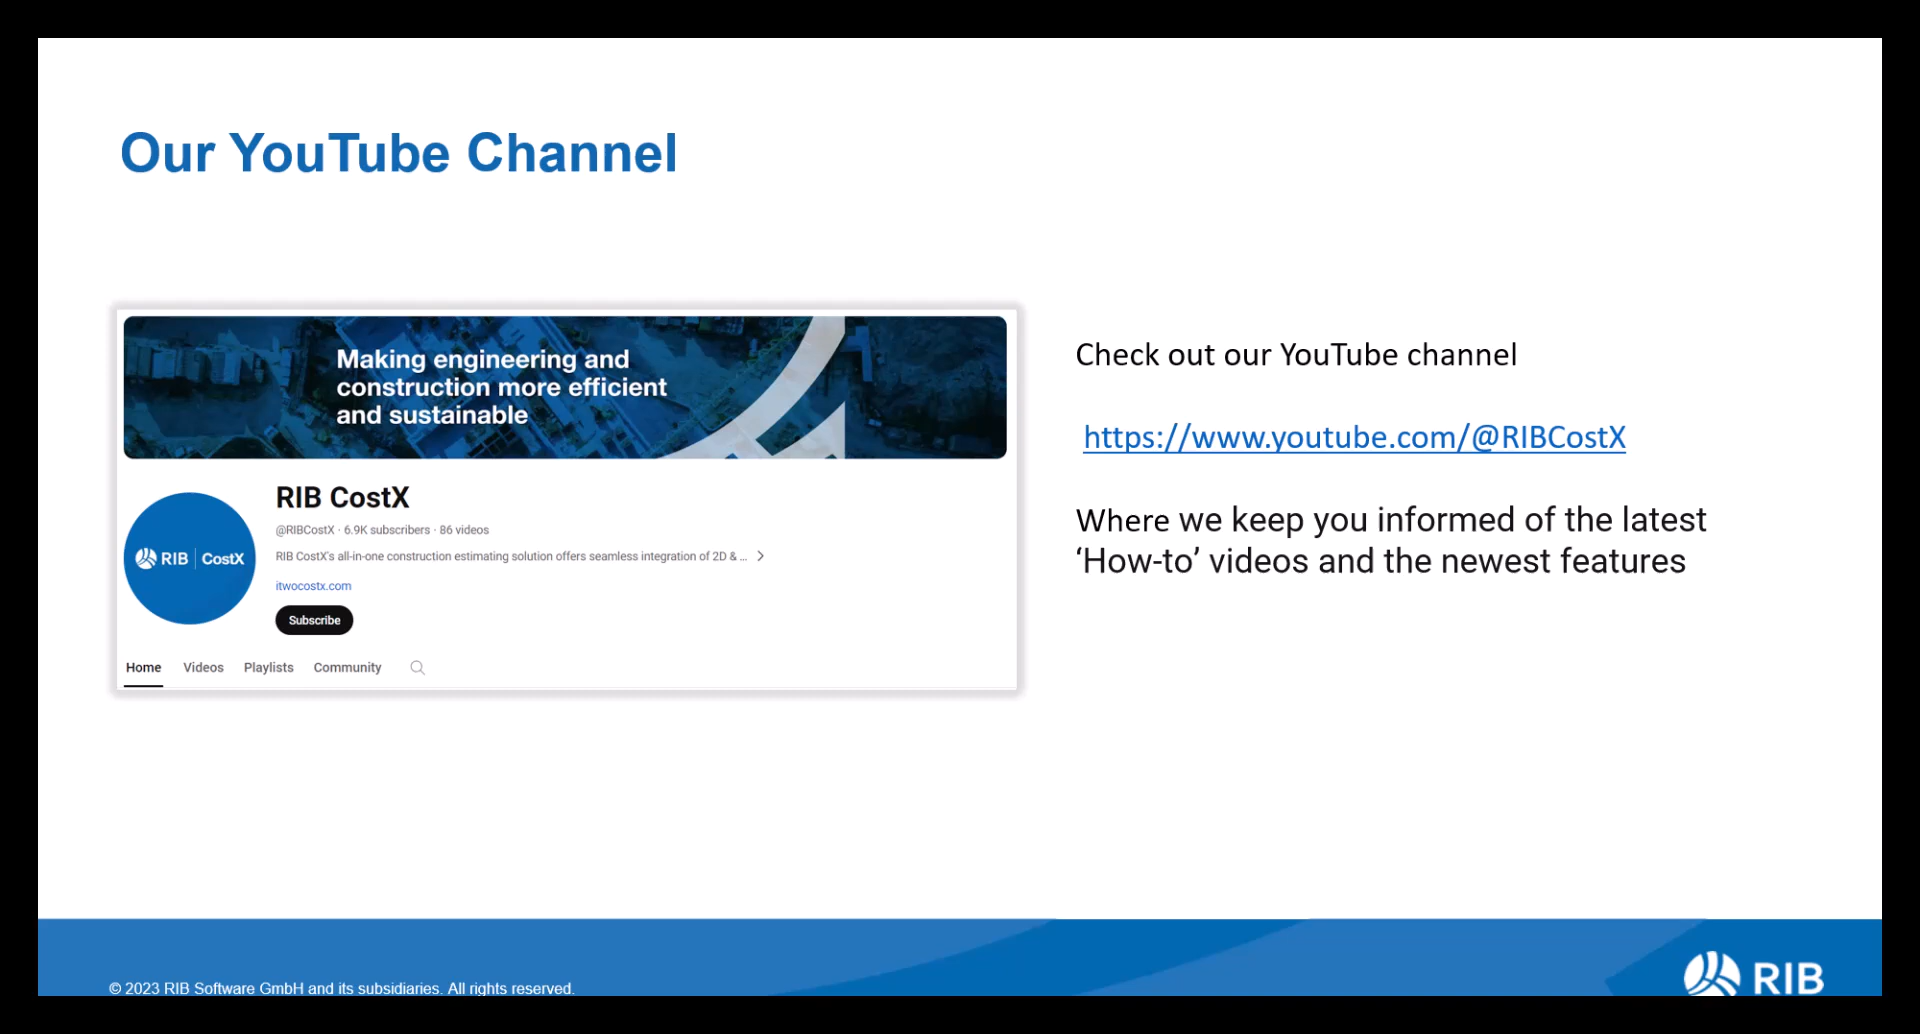 Our YouTube Channel
Making engineering and
construction more efficient
and sustainable
RIB CostX
RIB CostX
@RIBCostX · 6.9K subscribers · 86 videos
RIB CostX's all-in-one construction estimating solution offers seamless integration of 2D & ...
itwocostx.com
Subscribe
Home Videos Playlists Community
Check out our YouTube channel
https://www.youtube.com/@RIBCostX
Where we keep you informed of the latest
‘How-to’ videos and the newest features
© 2023 RIB Software GmbH and its subsidiaries. All rights reserved.
RIB